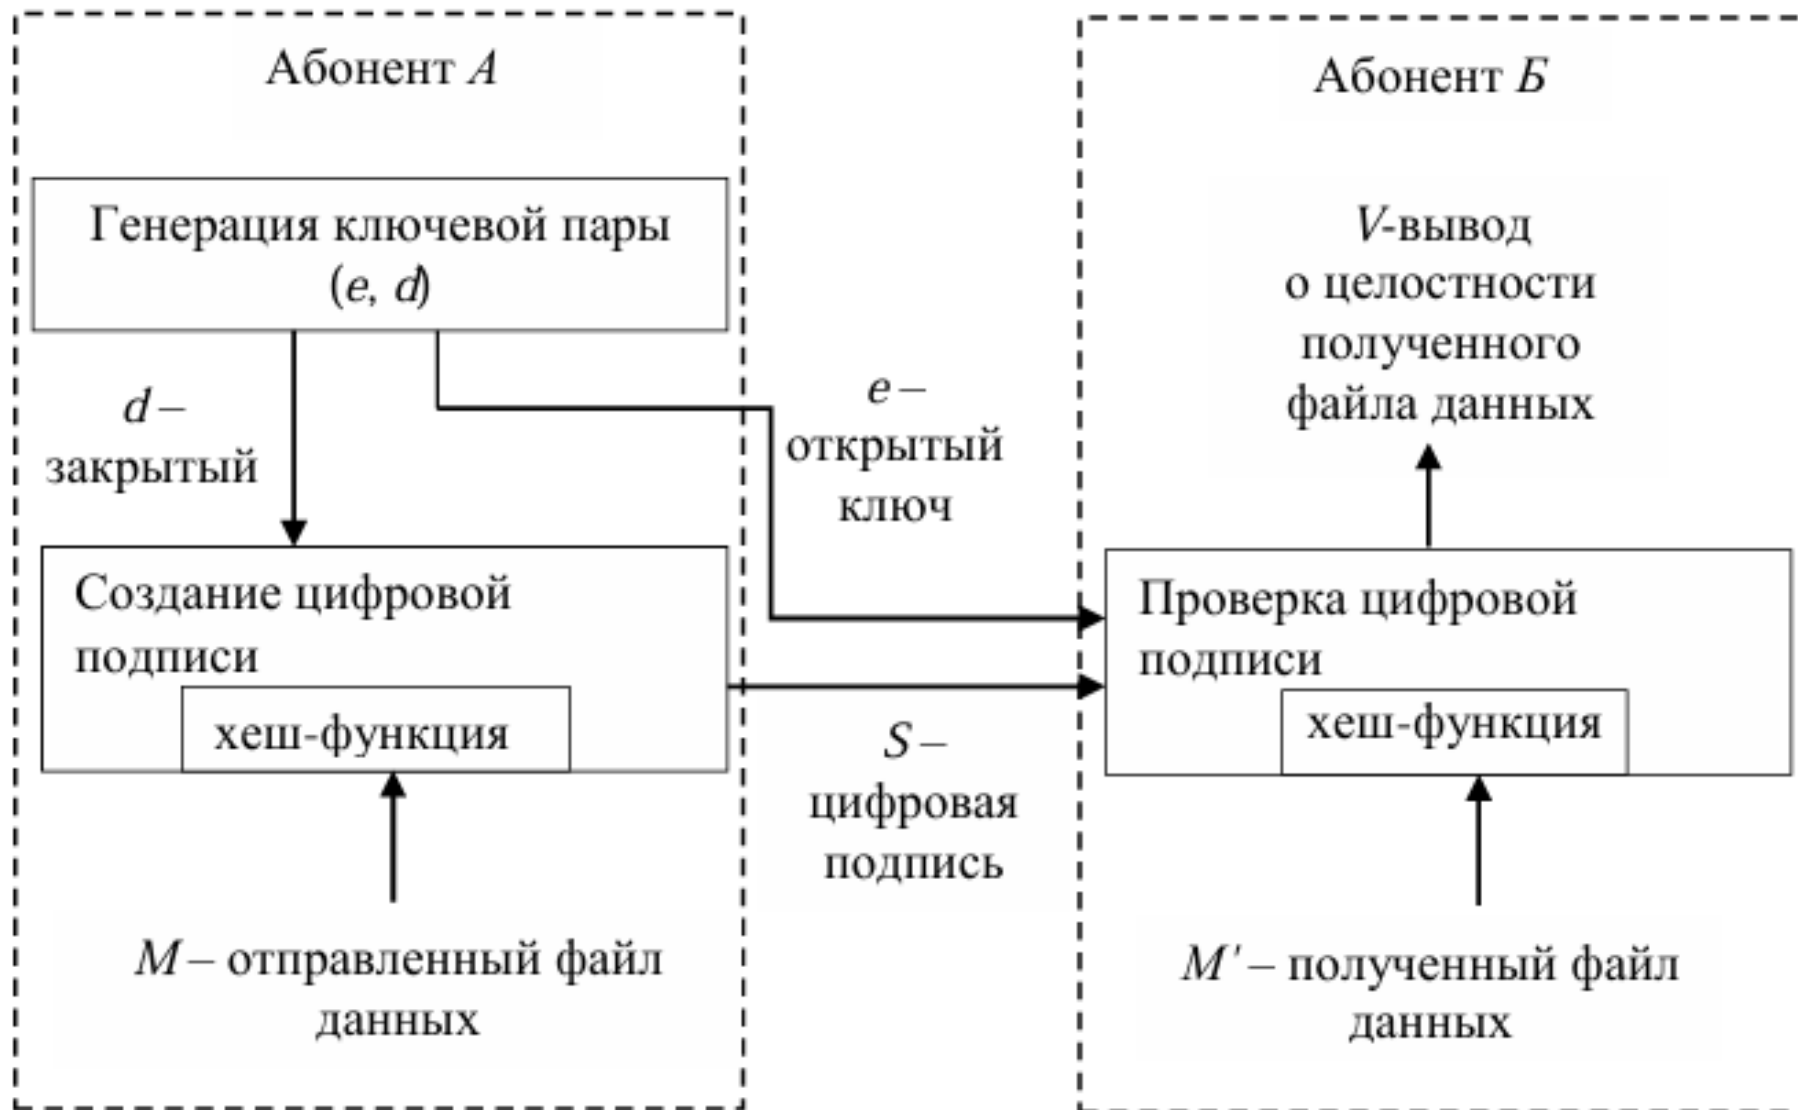 Абонент А
Генерация ключевой пары
(e, d)
d –
закрытый
Создание цифровой
подписи
хеш-функция
M – отправленный файл
данных
e –
открытый
ключ
S –
цифровая
подпись
Абонент Б
V-вывод
о целостности
полученного
файла данных
Проверка цифровой
подписи
хеш-функция
M' – полученный файл
данных